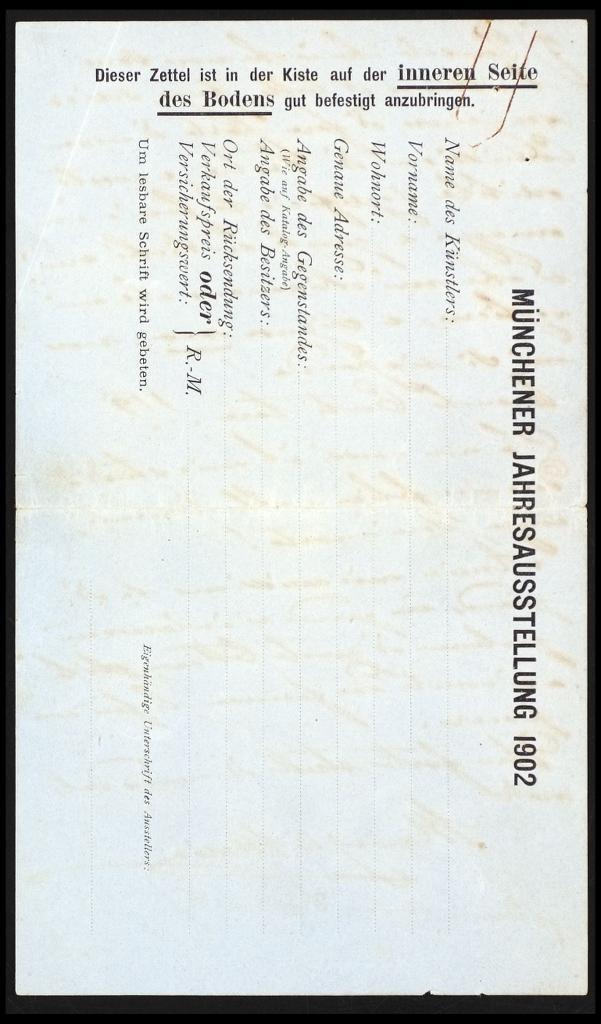 Dieser Zettel ist in der Kiste auf der inneren Seite
des Bodens gut befestigt anzubringen.
MÜNCHENER JAHRESAUSSTELLUNG 1902
Name des Künstlers:
Vorname:
Wohnort:
Genaue Adresse:
Angabe des Gegenstandes:
(Wie auf Katalog-Angabe)
Angabe des Besitzers:
Ort der Rücksendung:
Verkaufspreis oder } R.-M.
Versicherungswert:
Um lesbare Schrift wird gebeten.
Eigenhändige Unterschrift des Ausstellers: